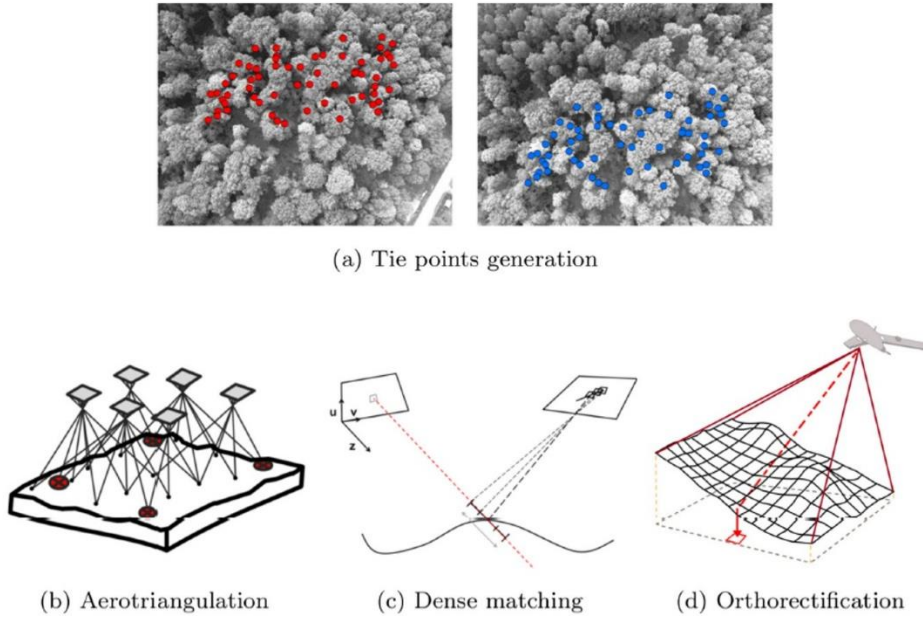 (a) Tie points generation
u
v
z
(b) Aerotriangulation
(c) Dense matching
(d) Orthorectification